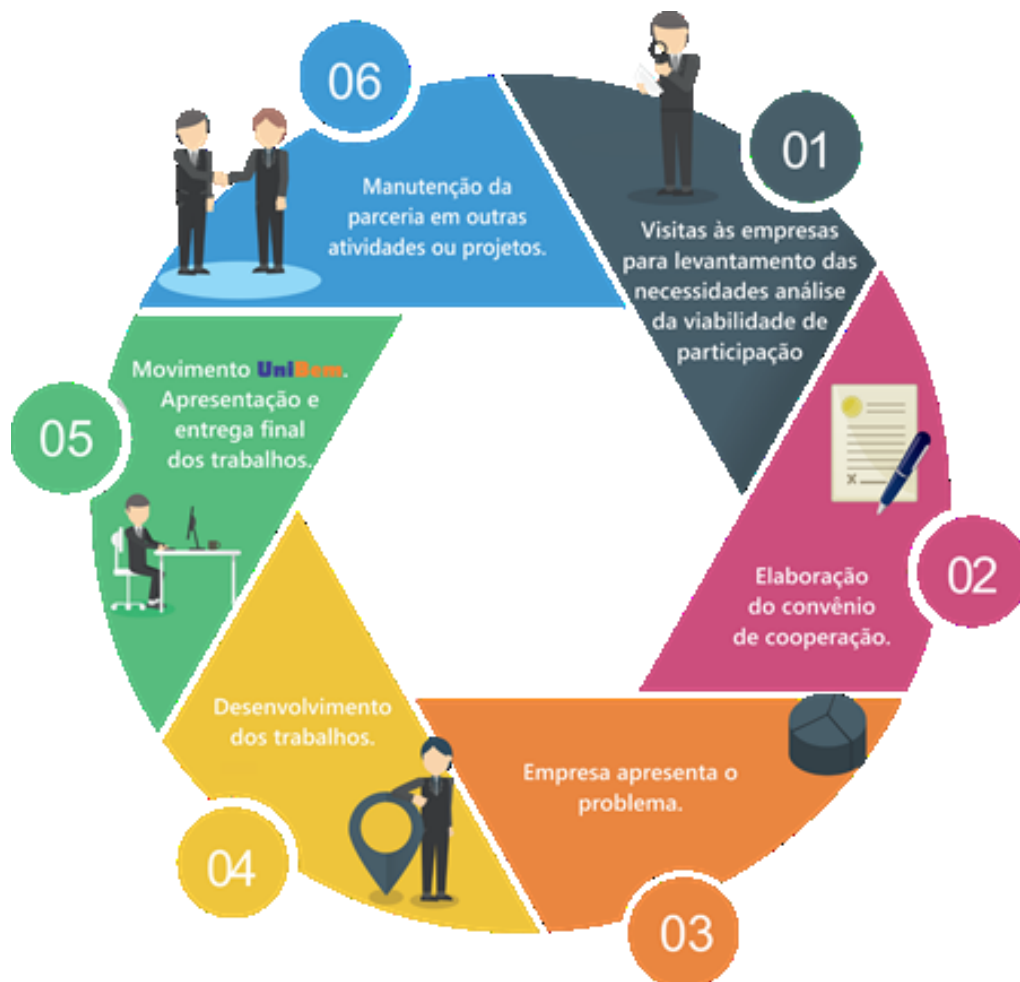 01
Visitas às empresas
para levantamento das
necessidades análise
da viabilidade de
participação
02
Elaboração
do convênio
de cooperação.
03
Empresa apresenta o
problema.
04
Desenvolvimento
dos trabalhos.
05
Movimento UniBem.
Apresentação e
entrega final
dos trabalhos.
06
Manutenção da
parceria em outras
atividades ou projetos.
X